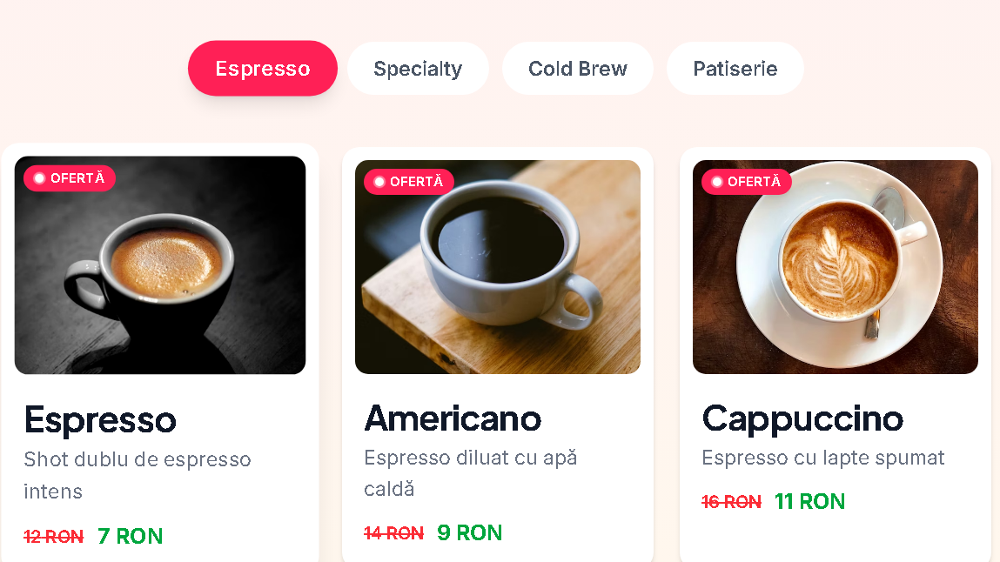 Espresso
Specialty
Cold Brew
Patiserie
OFERTĂ
Espresso
Shot dublu de espresso
intens
12 RON 7 RON
OFERTĂ
Americano
Espresso diluat cu apă
caldă
14 RON 9 RON
OFERTĂ
Cappuccino
Espresso cu lapte spumat
16 RON 11 RON